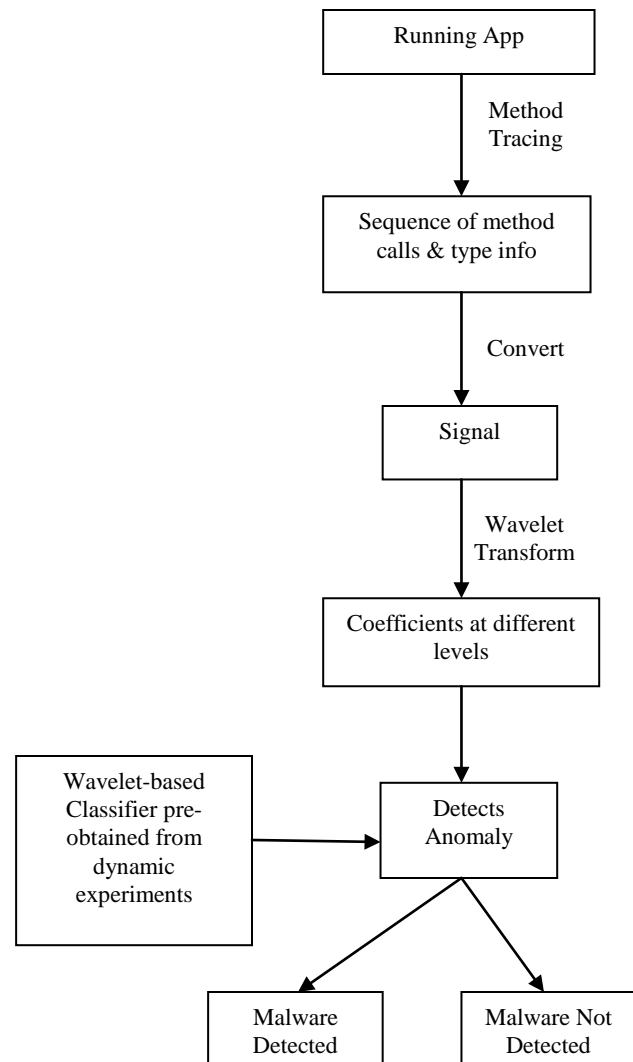 Running App
Method
Tracing
Sequence of method
calls & type info
Convert
Signal
Wavelet
Transform
Coefficients at different
levels
Wavelet-based
Classifier pre-
obtained from
dynamic
experiments
Detects
Anomaly
Malware
Detected
Malware Not
Detected